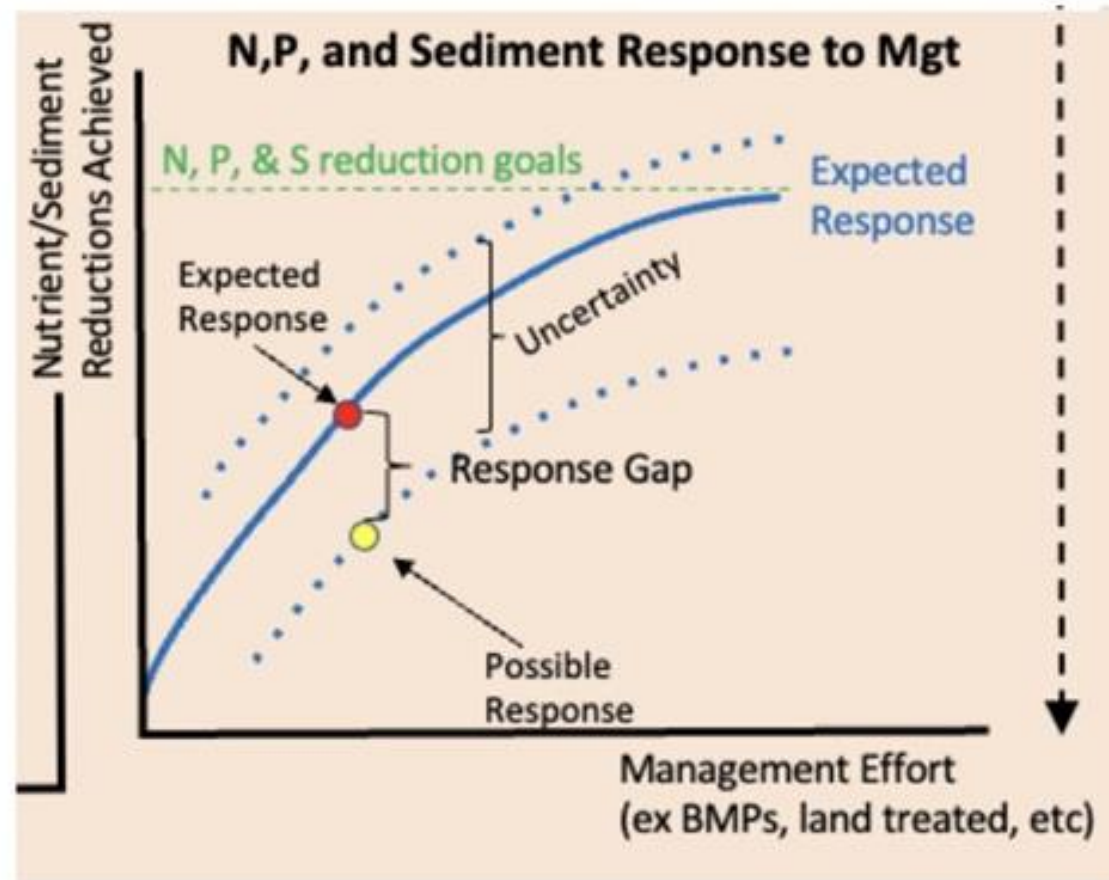 N,P, and Sediment Response to Mgt
Nutrient/Sediment
Reductions Achieved
N, P, & S reduction goals
Expected
Response
Expected
Response
Uncertainty
Response Gap
Possible
Response
Management Effort
(ex BMPs, land treated, etc)